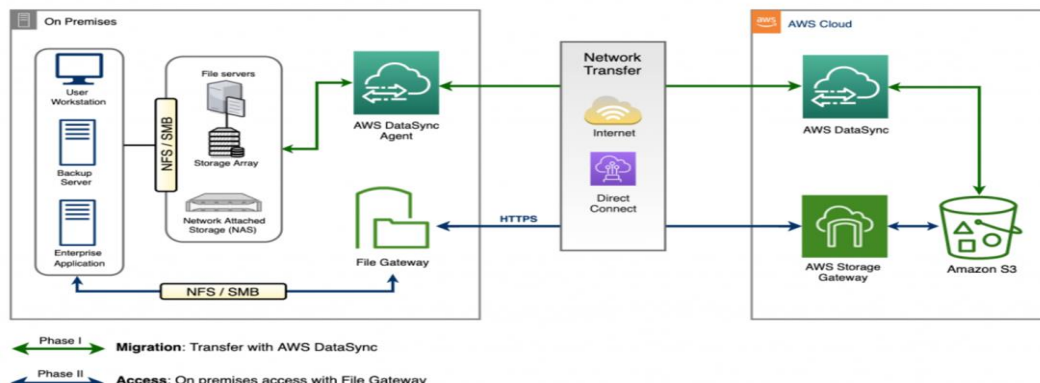 On Premises
User
Workstation
Backup
Server
Enterprise
Application
NFS / SMB
File servers
Storage Array
Network Attached
Storage (NAS)
AWS DataSync
Agent
File Gateway
NFS / SMB
HTTPS
Network
Transfer
Internet
Direct
Connect
aws
AWS Cloud
AWS DataSync
AWS Storage
Gateway
Amazon S3
Phase I
Migration: Transfer with AWS DataSync
Phase II
Access: On premises access with File Gateway